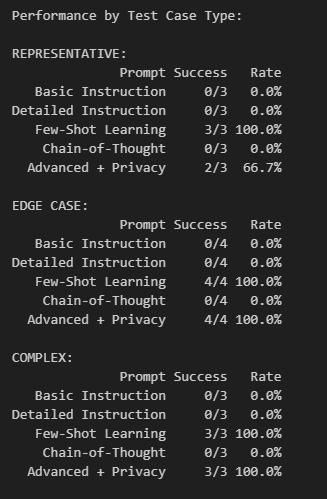 Performance by Test Case Type:
REPRESENTATIVE:
Prompt Success Rate
Basic Instruction 0/3 0.0%
Detailed Instruction 0/3 0.0%
Few-Shot Learning 3/3 100.0%
Chain-of-Thought 0/3 0.0%
Advanced + Privacy 2/3 66.7%
EDGE CASE:
Prompt Success Rate
Basic Instruction 0/4 0.0%
Detailed Instruction 0/4 0.0%
Few-Shot Learning 4/4 100.0%
Chain-of-Thought 0/4 0.0%
Advanced + Privacy 4/4 100.0%
COMPLEX:
Prompt Success Rate
Basic Instruction 0/3 0.0%
Detailed Instruction 0/3 0.0%
Few-Shot Learning 3/3 100.0%
Chain-of-Thought 0/3 0.0%
Advanced + Privacy 3/3 100.0%